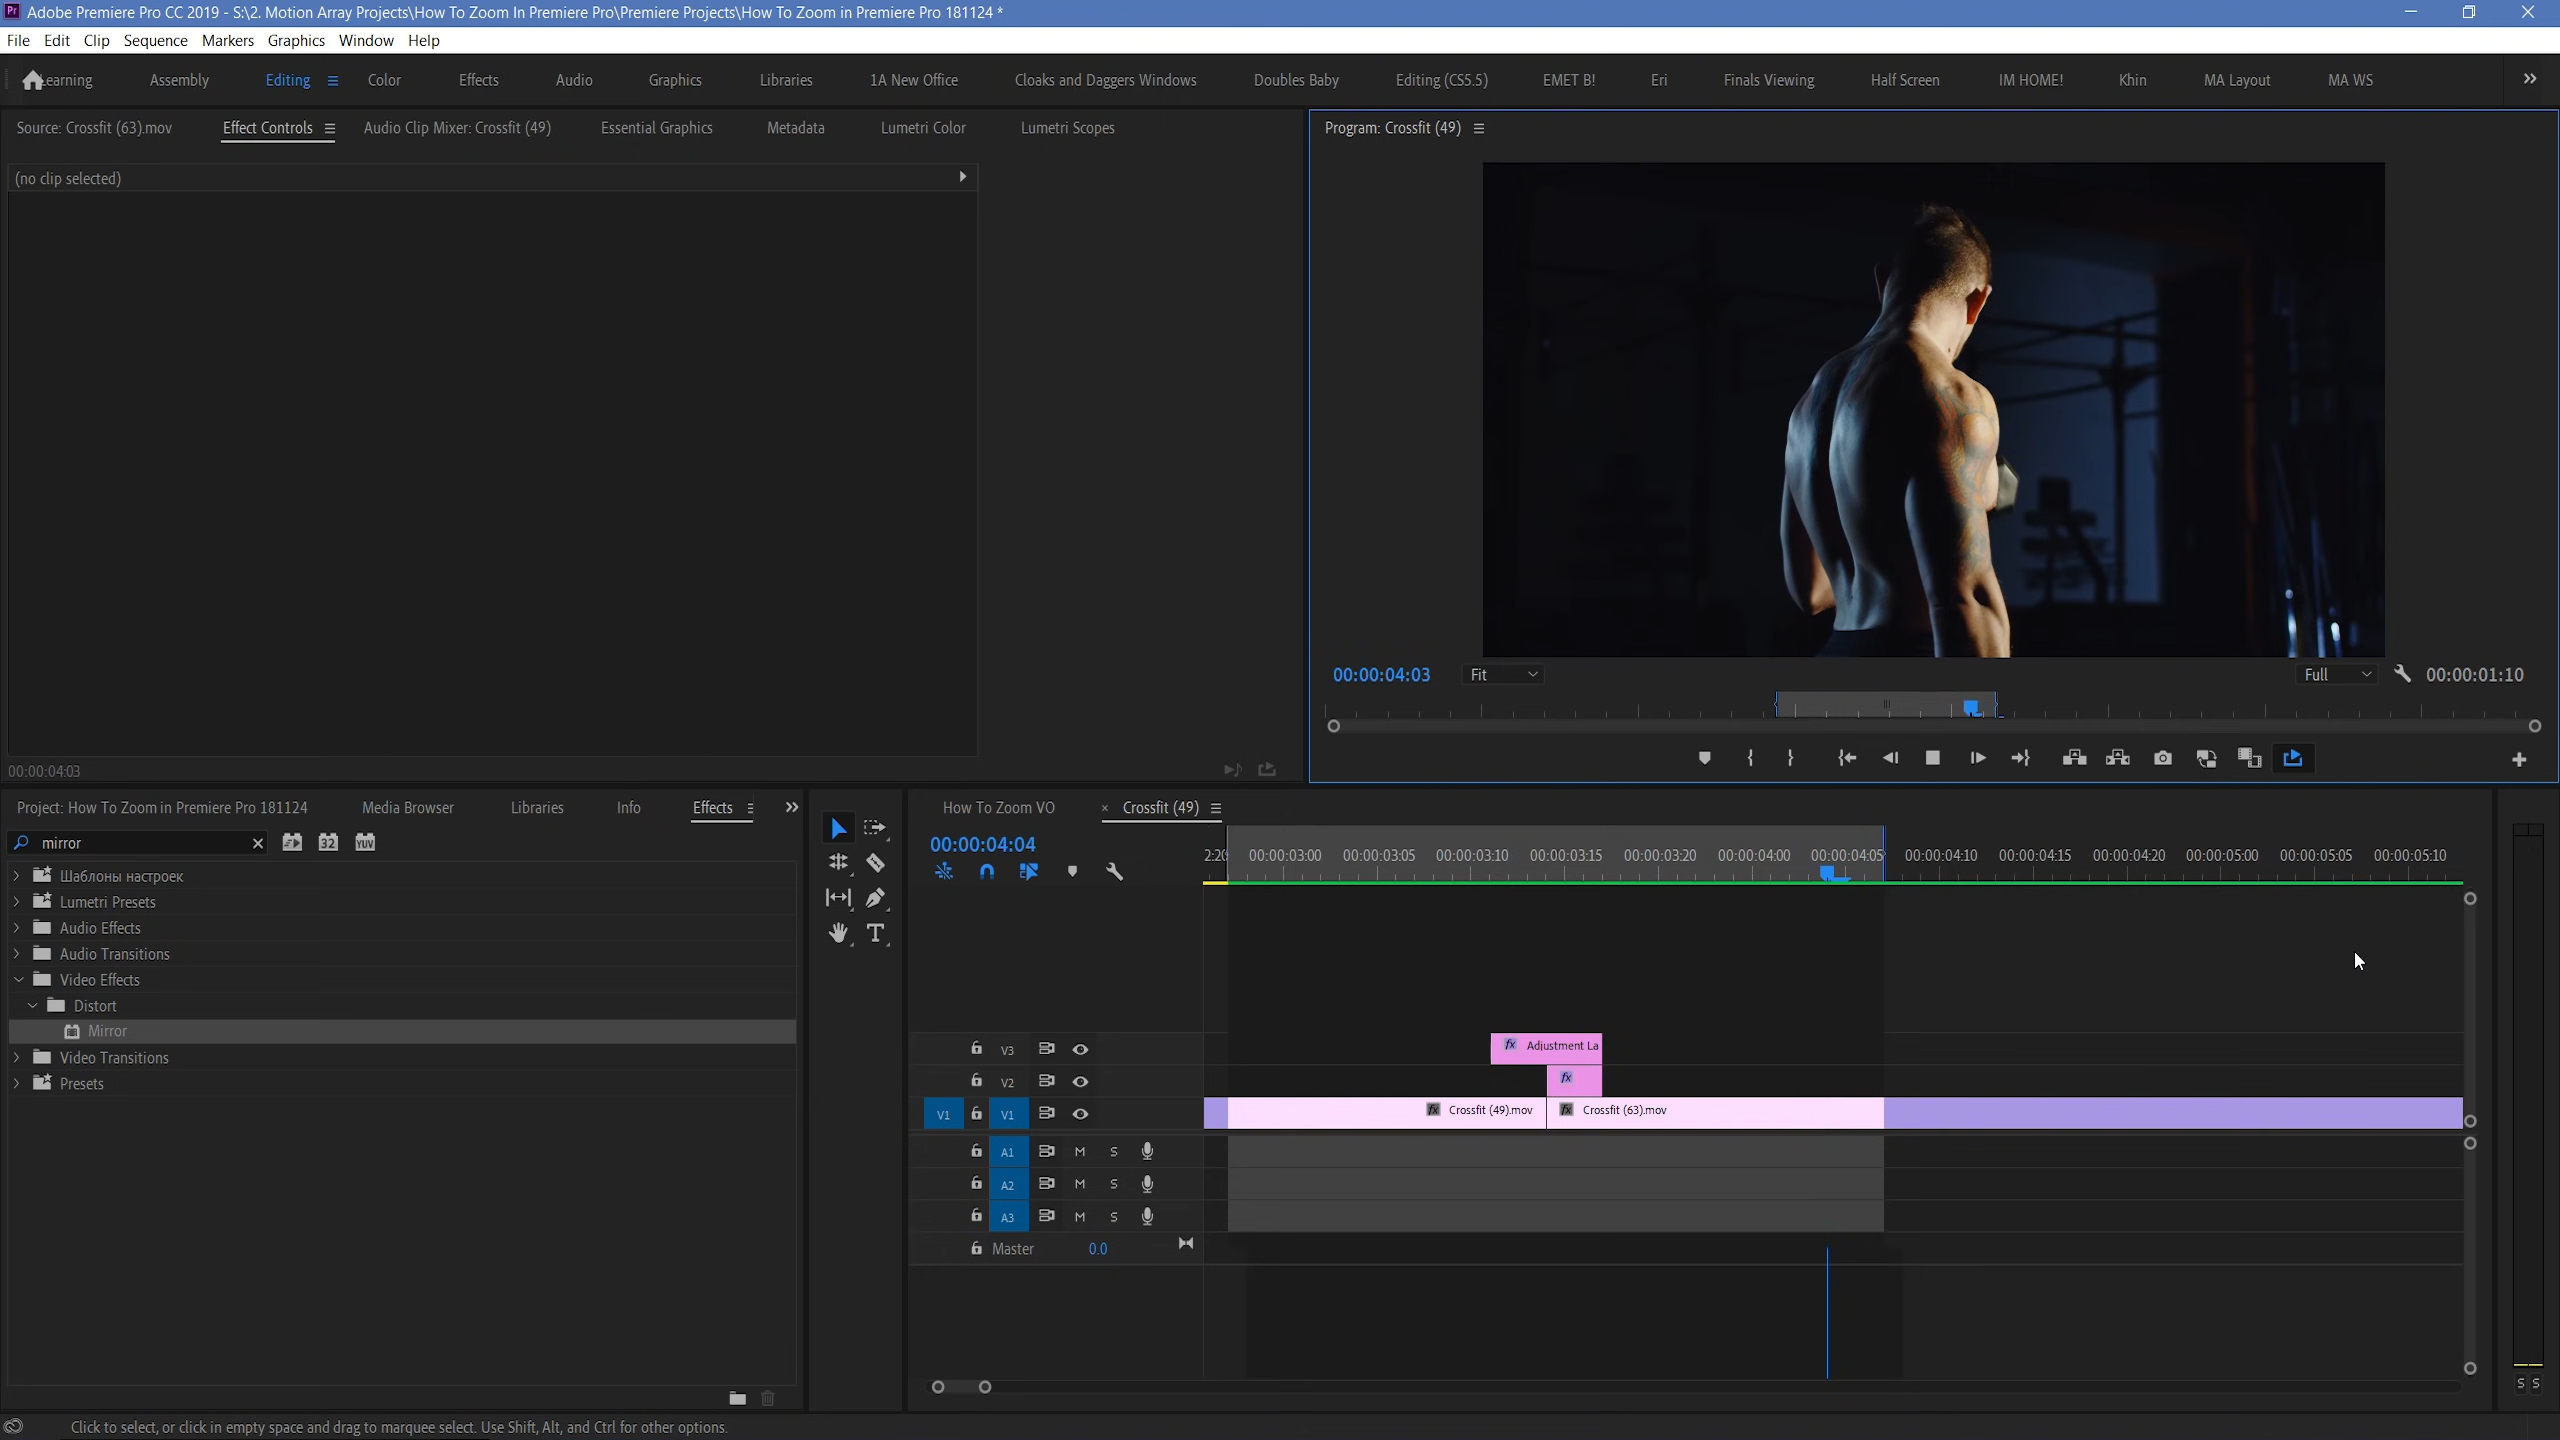 Adobe Premiere Pro CC 2019 - S:\2. Motion Array Projects\How To Zoom In Premiere Pro\Premiere Projects\How To Zoom in Premiere Pro 181124 *
File Edit Clip Sequence Markers Graphics Window Help
earning Assembly Editing Color Effects Audio Graphics Libraries 1A New Office Cloaks and Daggers Windows Doubles Baby Editing (CS5.5) EMET B! Eri Finals Viewing Half Screen IM HOME! Khin MA Layout MA WS
Source: Crossfit (63).mov Effect Controls Audio Clip Mixer: Crossfit (49) Essential Graphics Metadata Lumetri Color Lumetri Scopes
Program: Crossfit (49)
(no clip selected)
00:00:04:03 Fit Full 00:00:01:10
00:00:04:03
Project: How To Zoom in Premiere Pro 181124 Media Browser Libraries Info Effects
mirror 32 YUV
Шаблоны настроек
Lumetri Presets
Audio Effects
Audio Transitions
Video Effects
Distort
Mirror
Video Transitions
Presets
How To Zoom VO × Crossfit (49)
00:00:04:04
2:20 00:00:03:00 00:00:03:05 00:00:03:10 00:00:03:15 00:00:03:20 00:00:04:00 00:00:04:05 00:00:04:10 00:00:04:15 00:00:04:20 00:00:05:00 00:00:05:05 00:00:05:10
V3 fx Adjustment La
V2 fx
V1 V1 fx Crossfit (49).mov fx Crossfit (63).mov
A1 M S
A2 M S
A3 M S
Master 0.0
S S
Click to select, or click in empty space and drag to marquee select. Use Shift, Alt, and Ctrl for other options.